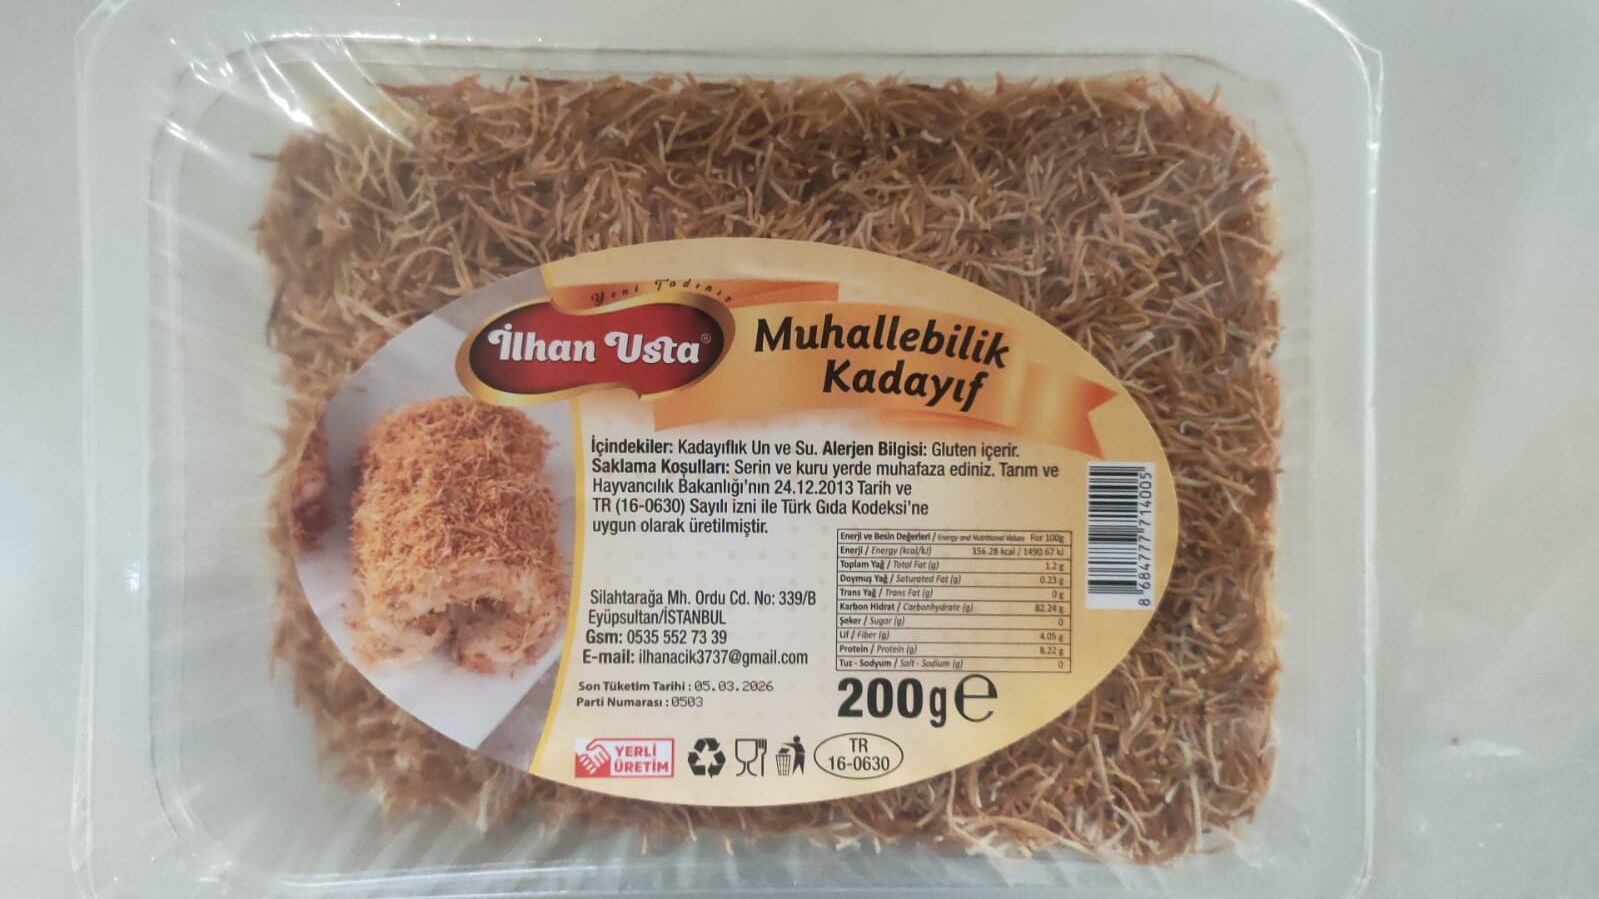 Yeni Tadınız
İlhan Usta®
Muhallebilik
Kadayıf
İçindekiler: Kadayıflık Un ve Su. Alerjen Bilgisi: Gluten içerir.
Saklama Koşulları: Serin ve kuru yerde muhafaza ediniz. Tarım ve
Hayvancılık Bakanlığı'nın 24.12.2013 Tarih ve
TR (16-0630) Sayılı izni ile Türk Gıda Kodeksi'ne
uygun olarak üretilmiştir.
Enerji ve Besin Değerleri / Energy and Nutritional Values For 100g
Enerji / Energy (kcal/kJ) 356.28 kcal / 1490.67 kJ
Toplam Yağ / Total Fat (g) 1.2 g
Doymuş Yağ / Saturated Fat (g) 0.23 g
Trans Yağ / Trans Fat (g) 0g
Karbon Hidrat / Carbonhydrate (g) 82.24 g
Şeker / Sugar (g) 0
Lif / Fiber (g) 4.05 g
Protein / Protein (g) 8.22 g
Tuz - Sodyum / Salt - Sodium (g) 0
Silahtarağa Mh. Ordu Cd. No: 339/B
Eyüpsultan/İSTANBUL
Gsm: 0535 552 73 39
E-mail: ilhanacik3737@gmail.com
Son Tüketim Tarihi : 05.03.2026
Parti Numarası : 0503
200g e
YERLİ
ÜRETİM
TR
16-0630
8 684777 714005